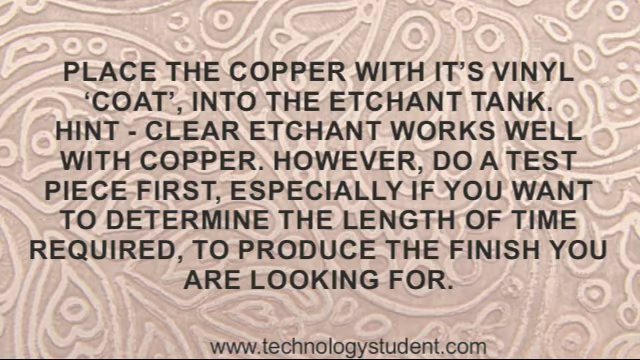 PLACE THE COPPER WITH IT’S VINYL
‘COAT’, INTO THE ETCHANT TANK.
HINT - CLEAR ETCHANT WORKS WELL
WITH COPPER. HOWEVER, DO A TEST
PIECE FIRST, ESPECIALLY IF YOU WANT
TO DETERMINE THE LENGTH OF TIME
REQUIRED, TO PRODUCE THE FINISH YOU
ARE LOOKING FOR.
www.technologystudent.com